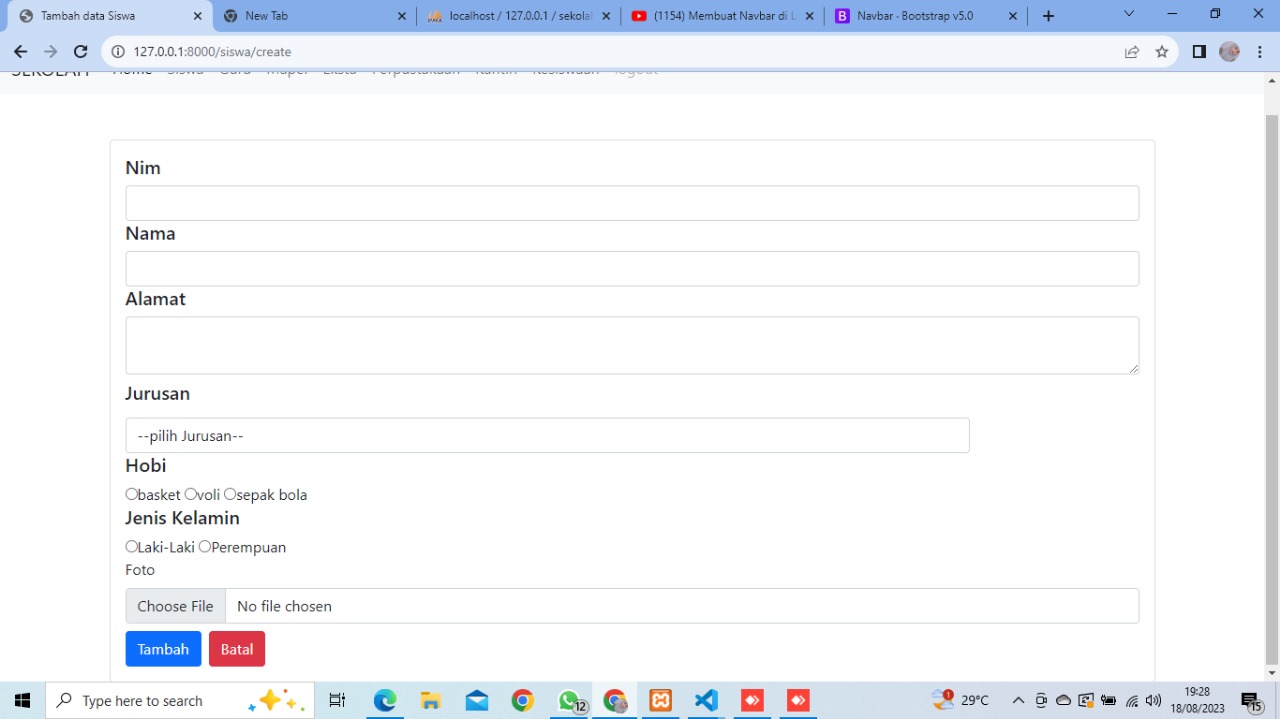 Tambah data Siswa
New Tab
localhost / 127.0.0.1 / sekolah
(1154) Membuat Navbar di L
Navbar · Bootstrap v5.0
127.0.0.1:8000/siswa/create
SEKOLAH Home Siswa Guru Mapel Ekstra Perpustakaan Kantin Kesiswaan logout
Nim
Nama
Alamat
Jurusan
--pilih Jurusan--
Hobi
basket voli sepak bola
Jenis Kelamin
Laki-Laki Perempuan
Foto
Choose File No file chosen
Tambah Batal
Type here to search
12
1
29°C
19:28
18/08/2023
15